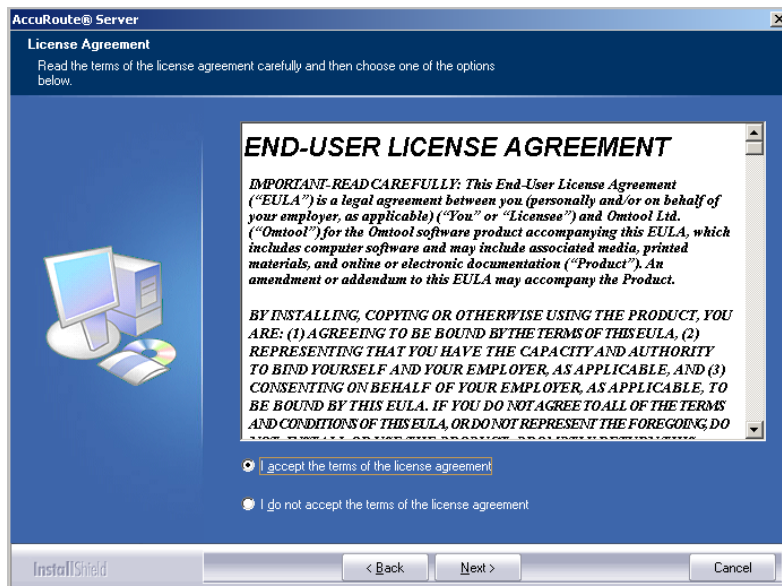 AccuRoute® Server
License Agreement
Read the terms of the license agreement carefully and then choose one of the options
below.
END-USER LICENSE AGREEMENT
IMPORTANT-READ CAREFULLY: This End-User License Agreement
(“EULA”) is a legal agreement between you (personally and/or on behalf of
your employer, as applicable) (“You” or “Licensee”) and Omtool Ltd.
(“Omtool”) for the Omtool software product accompanying this EULA, which
includes computer software and may include associated media, printed
materials, and online or electronic documentation (“Product”). An
amendment or addendum to this EULA may accompany the Product.
BY INSTALLING, COPYING OR OTHERWISE USING THE PRODUCT, YOU
ARE: (1) AGREEING TO BE BOUND BY THE TERMS OF THIS EULA, (2)
REPRESENTING THAT YOU HAVE THE CAPACITY AND AUTHORITY
TO BIND YOURSELF AND YOUR EMPLOYER, AS APPLICABLE, AND (3)
CONSENTING ON BEHALF OF YOUR EMPLOYER, AS APPLICABLE, TO
BE BOUND BY THIS EULA. IF YOU DO NOT AGREE TO ALL OF THE TERMS
AND CONDITIONS OF THIS EULA, OR DO NOT REPRESENT THE FOREGOING, DO
NOT INSTALL OR USE THE PRODUCT. PROMPTLY RETURN THIS
I accept the terms of the license agreement
I do not accept the terms of the license agreement
InstallShield
< Back
Next >
Cancel